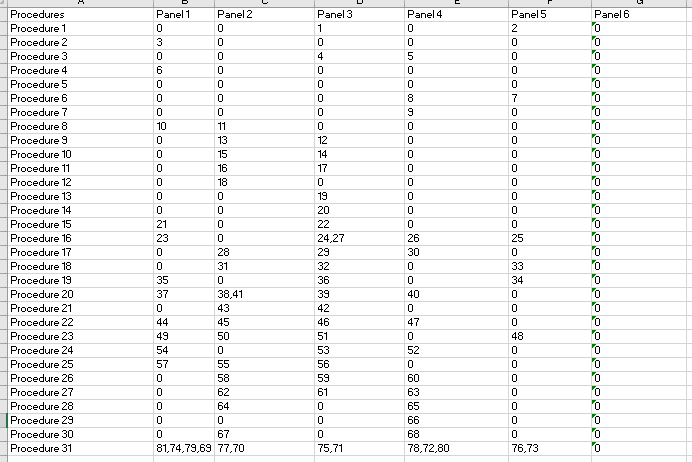 A B C D E F G
Procedures Panel 1 Panel 2 Panel 3 Panel 4 Panel 5 Panel 6
Procedure 1 0 0 1 0 2 0
Procedure 2 3 0 0 0 0 0
Procedure 3 0 0 4 5 0 0
Procedure 4 6 0 0 0 0 0
Procedure 5 0 0 0 0 0 0
Procedure 6 0 0 0 8 7 0
Procedure 7 0 0 0 9 0 0
Procedure 8 10 11 0 0 0 0
Procedure 9 0 13 12 0 0 0
Procedure 10 0 15 14 0 0 0
Procedure 11 0 16 17 0 0 0
Procedure 12 0 18 0 0 0 0
Procedure 13 0 0 19 0 0 0
Procedure 14 0 0 20 0 0 0
Procedure 15 21 0 22 0 0 0
Procedure 16 23 0 24,27 26 25 0
Procedure 17 0 28 29 30 0 0
Procedure 18 0 31 32 0 33 0
Procedure 19 35 0 36 0 34 0
Procedure 20 37 38,41 39 40 0 0
Procedure 21 0 43 42 0 0 0
Procedure 22 44 45 46 47 0 0
Procedure 23 49 50 51 0 48 0
Procedure 24 54 0 53 52 0 0
Procedure 25 57 55 56 0 0 0
Procedure 26 0 58 59 60 0 0
Procedure 27 0 62 61 63 0 0
Procedure 28 0 64 0 65 0 0
Procedure 29 0 0 0 66 0 0
Procedure 30 0 67 0 68 0 0
Procedure 31 81,74,79,69 77,70 75,71 78,72,80 76,73 0